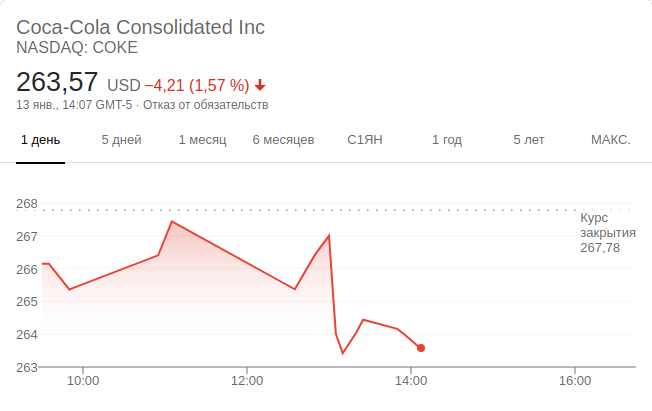 Coca-Cola Consolidated Inc
NASDAQ: COKE
263,57 USD −4,21 (1,57 %)
13 янв., 14:07 GMT-5 · Отказ от обязательств
1 день 5 дней 1 месяц 6 месяцев С1ЯН 1 год 5 лет МАКС.
268
Курс
закрытия
267,78
267
266
265
264
263
10:00 12:00 14:00 16:00